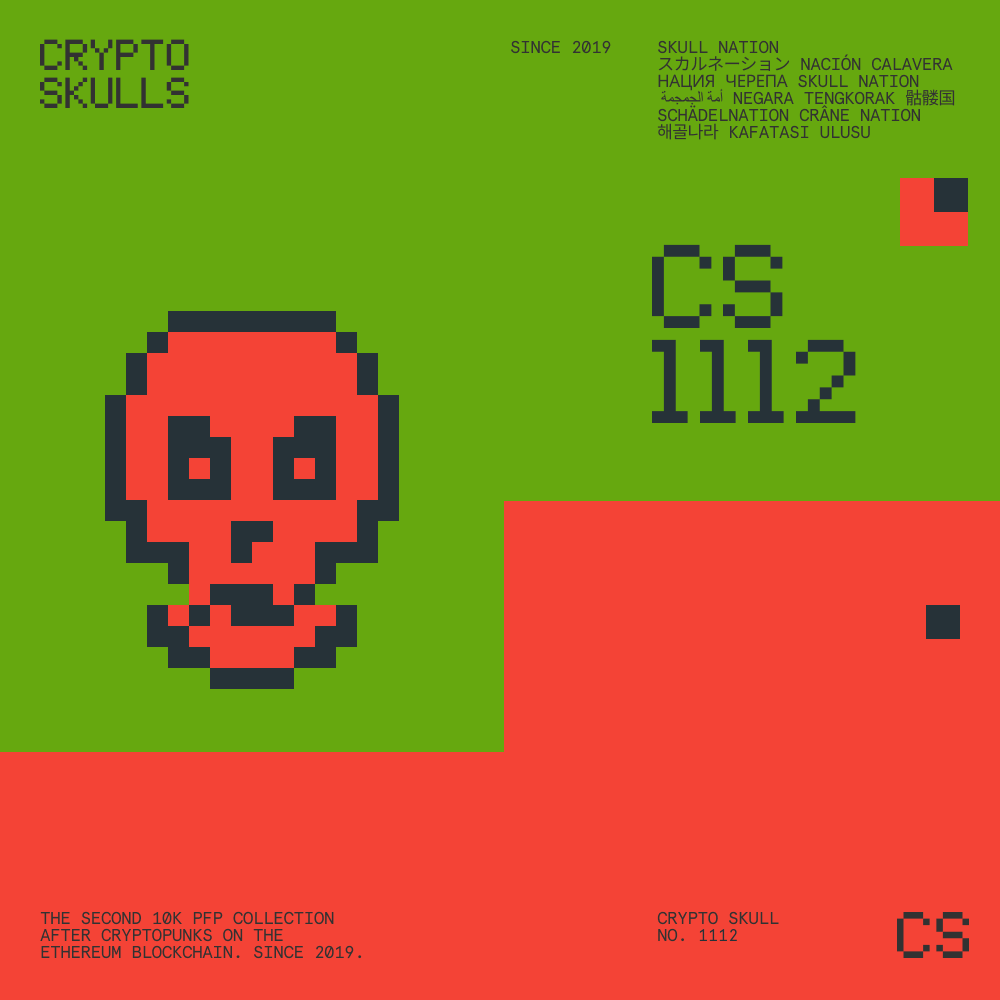 CRYPTO
SKULLS
SINCE 2019
SKULL NATION
スカルネーション NACIÓN CALAVERA
НАЦИЯ ЧЕРЕПА SKULL NATION
أمة الجمجمة NEGARA TENGKORAK 骷髅国
SCHÄDELNATION CRÂNE NATION
해골나라 KAFATASI ULUSU
CS
1112
THE SECOND 10K PFP COLLECTION
AFTER CRYPTOPUNKS ON THE
ETHEREUM BLOCKCHAIN. SINCE 2019.
CRYPTO SKULL
NO. 1112
CS